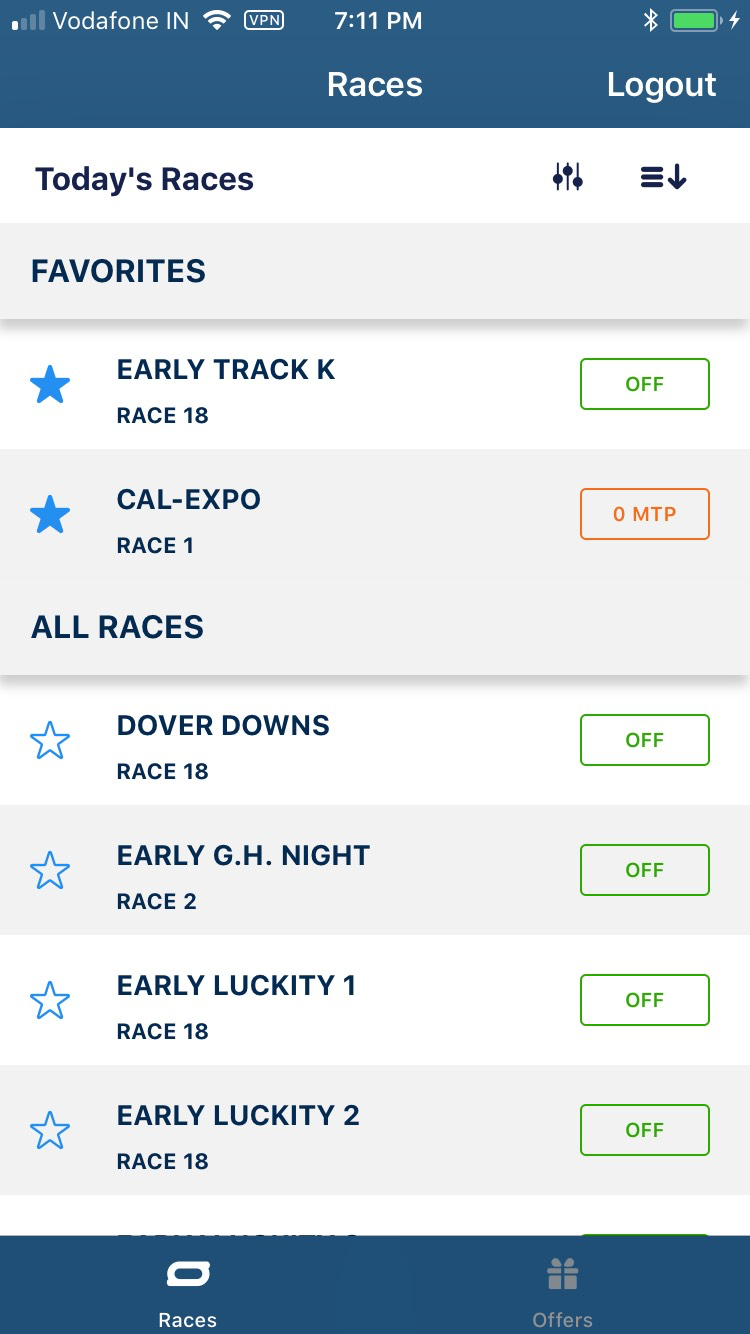 Vodafone IN VPN 7:11 PM
Races Logout
Today's Races
FAVORITES
EARLY TRACK K
RACE 18
OFF
CAL-EXPO
RACE 1
0 MTP
ALL RACES
DOVER DOWNS
RACE 18
OFF
EARLY G.H. NIGHT
RACE 2
OFF
EARLY LUCKITY 1
RACE 18
OFF
EARLY LUCKITY 2
RACE 18
OFF
Races Offers